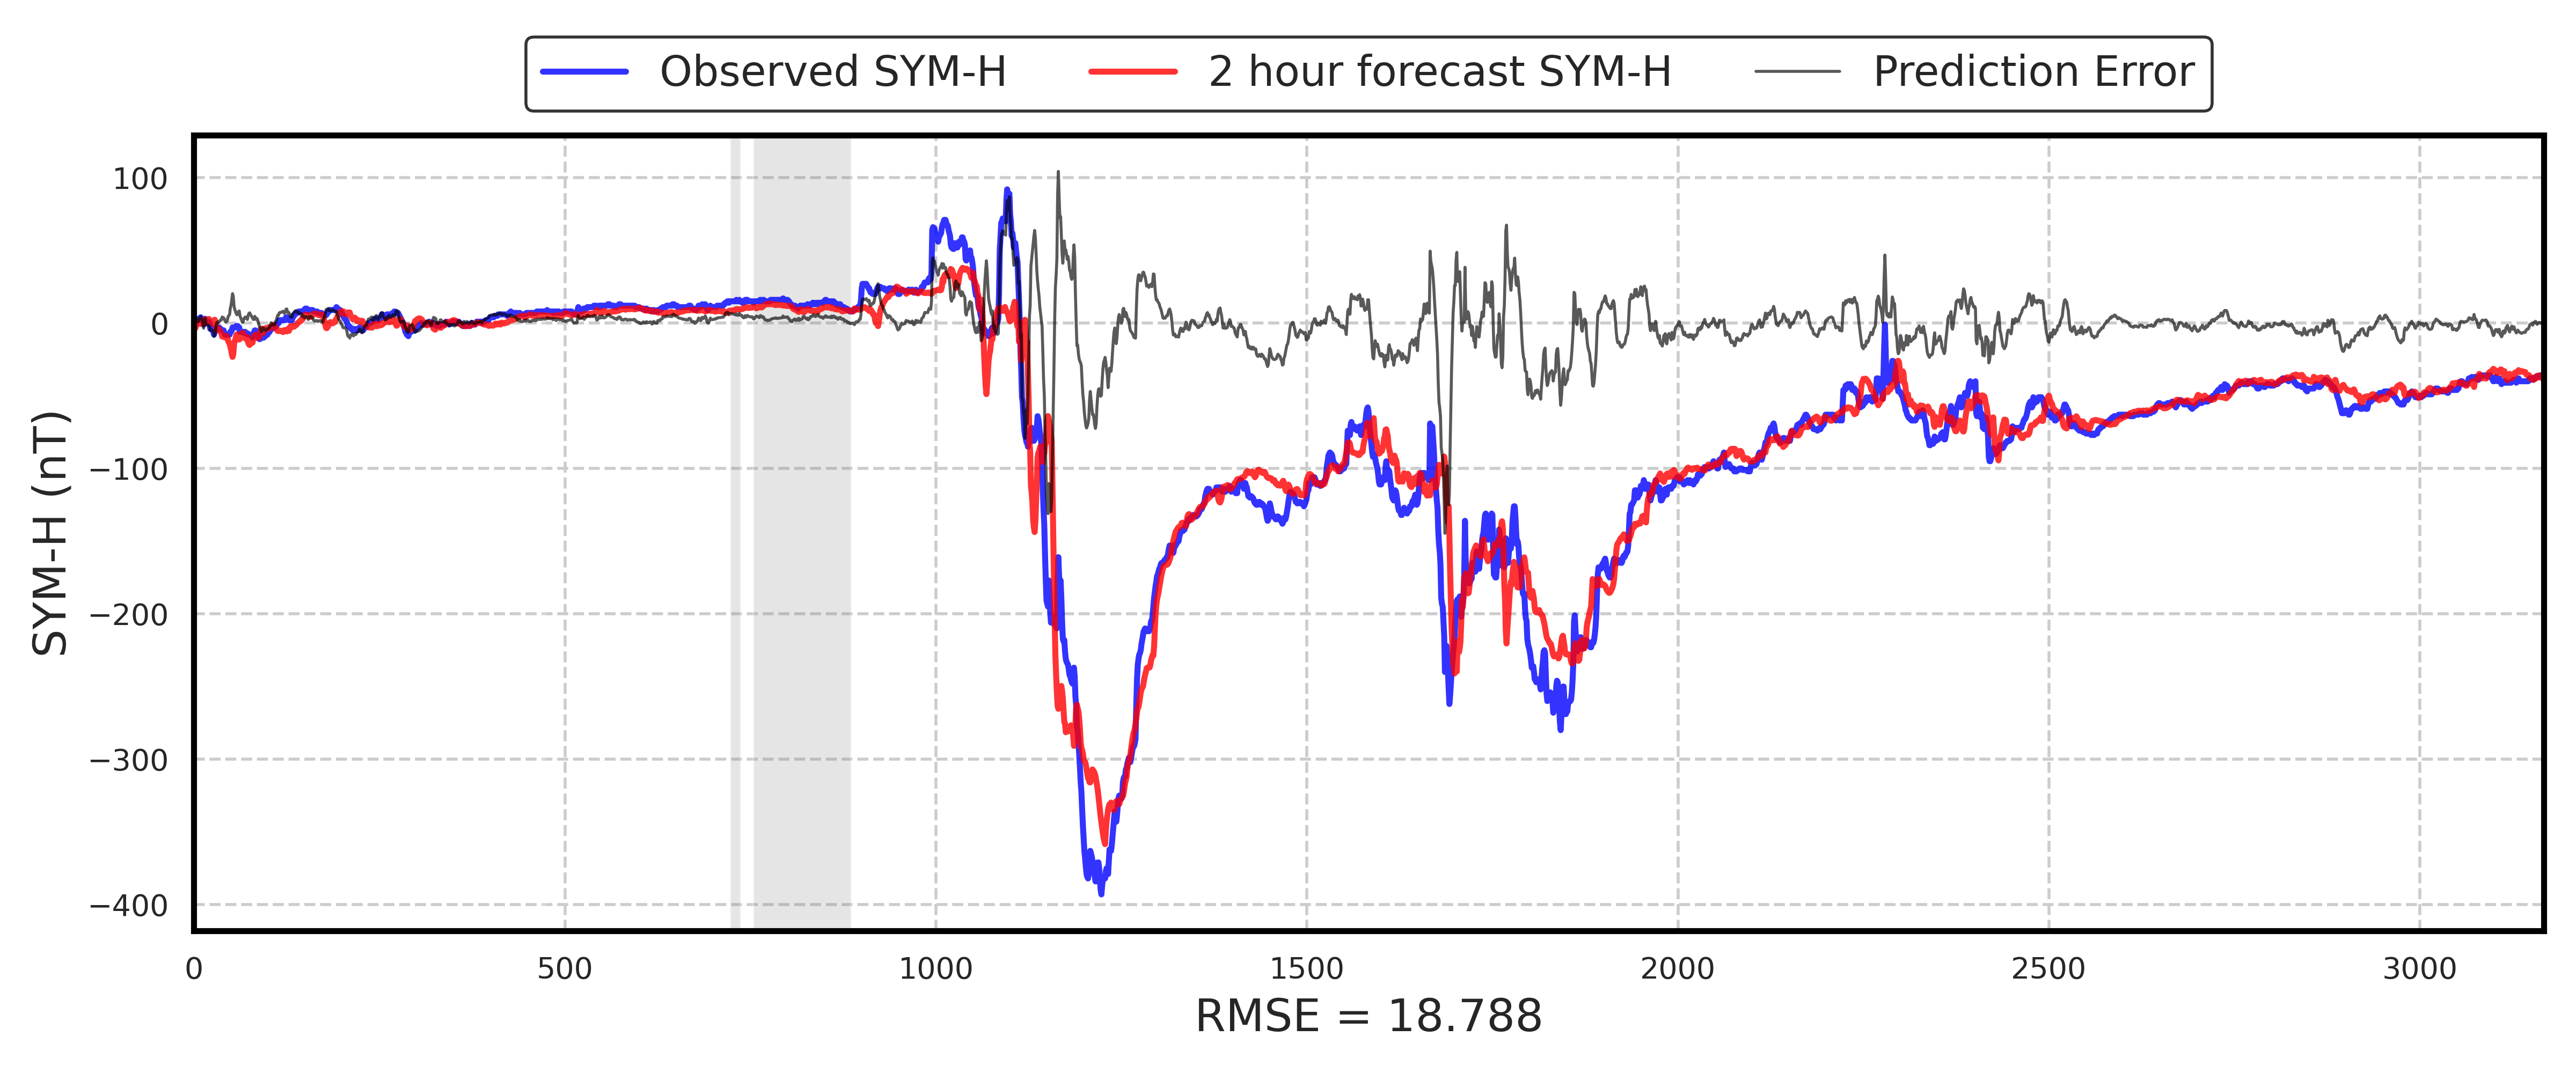 Observed SYM-H 2 hour forecast SYM-H Prediction Error
SYM-H (nT)
100
0
−100
−200
−300
−400
0 500 1000 1500 2000 2500 3000
RMSE = 18.788